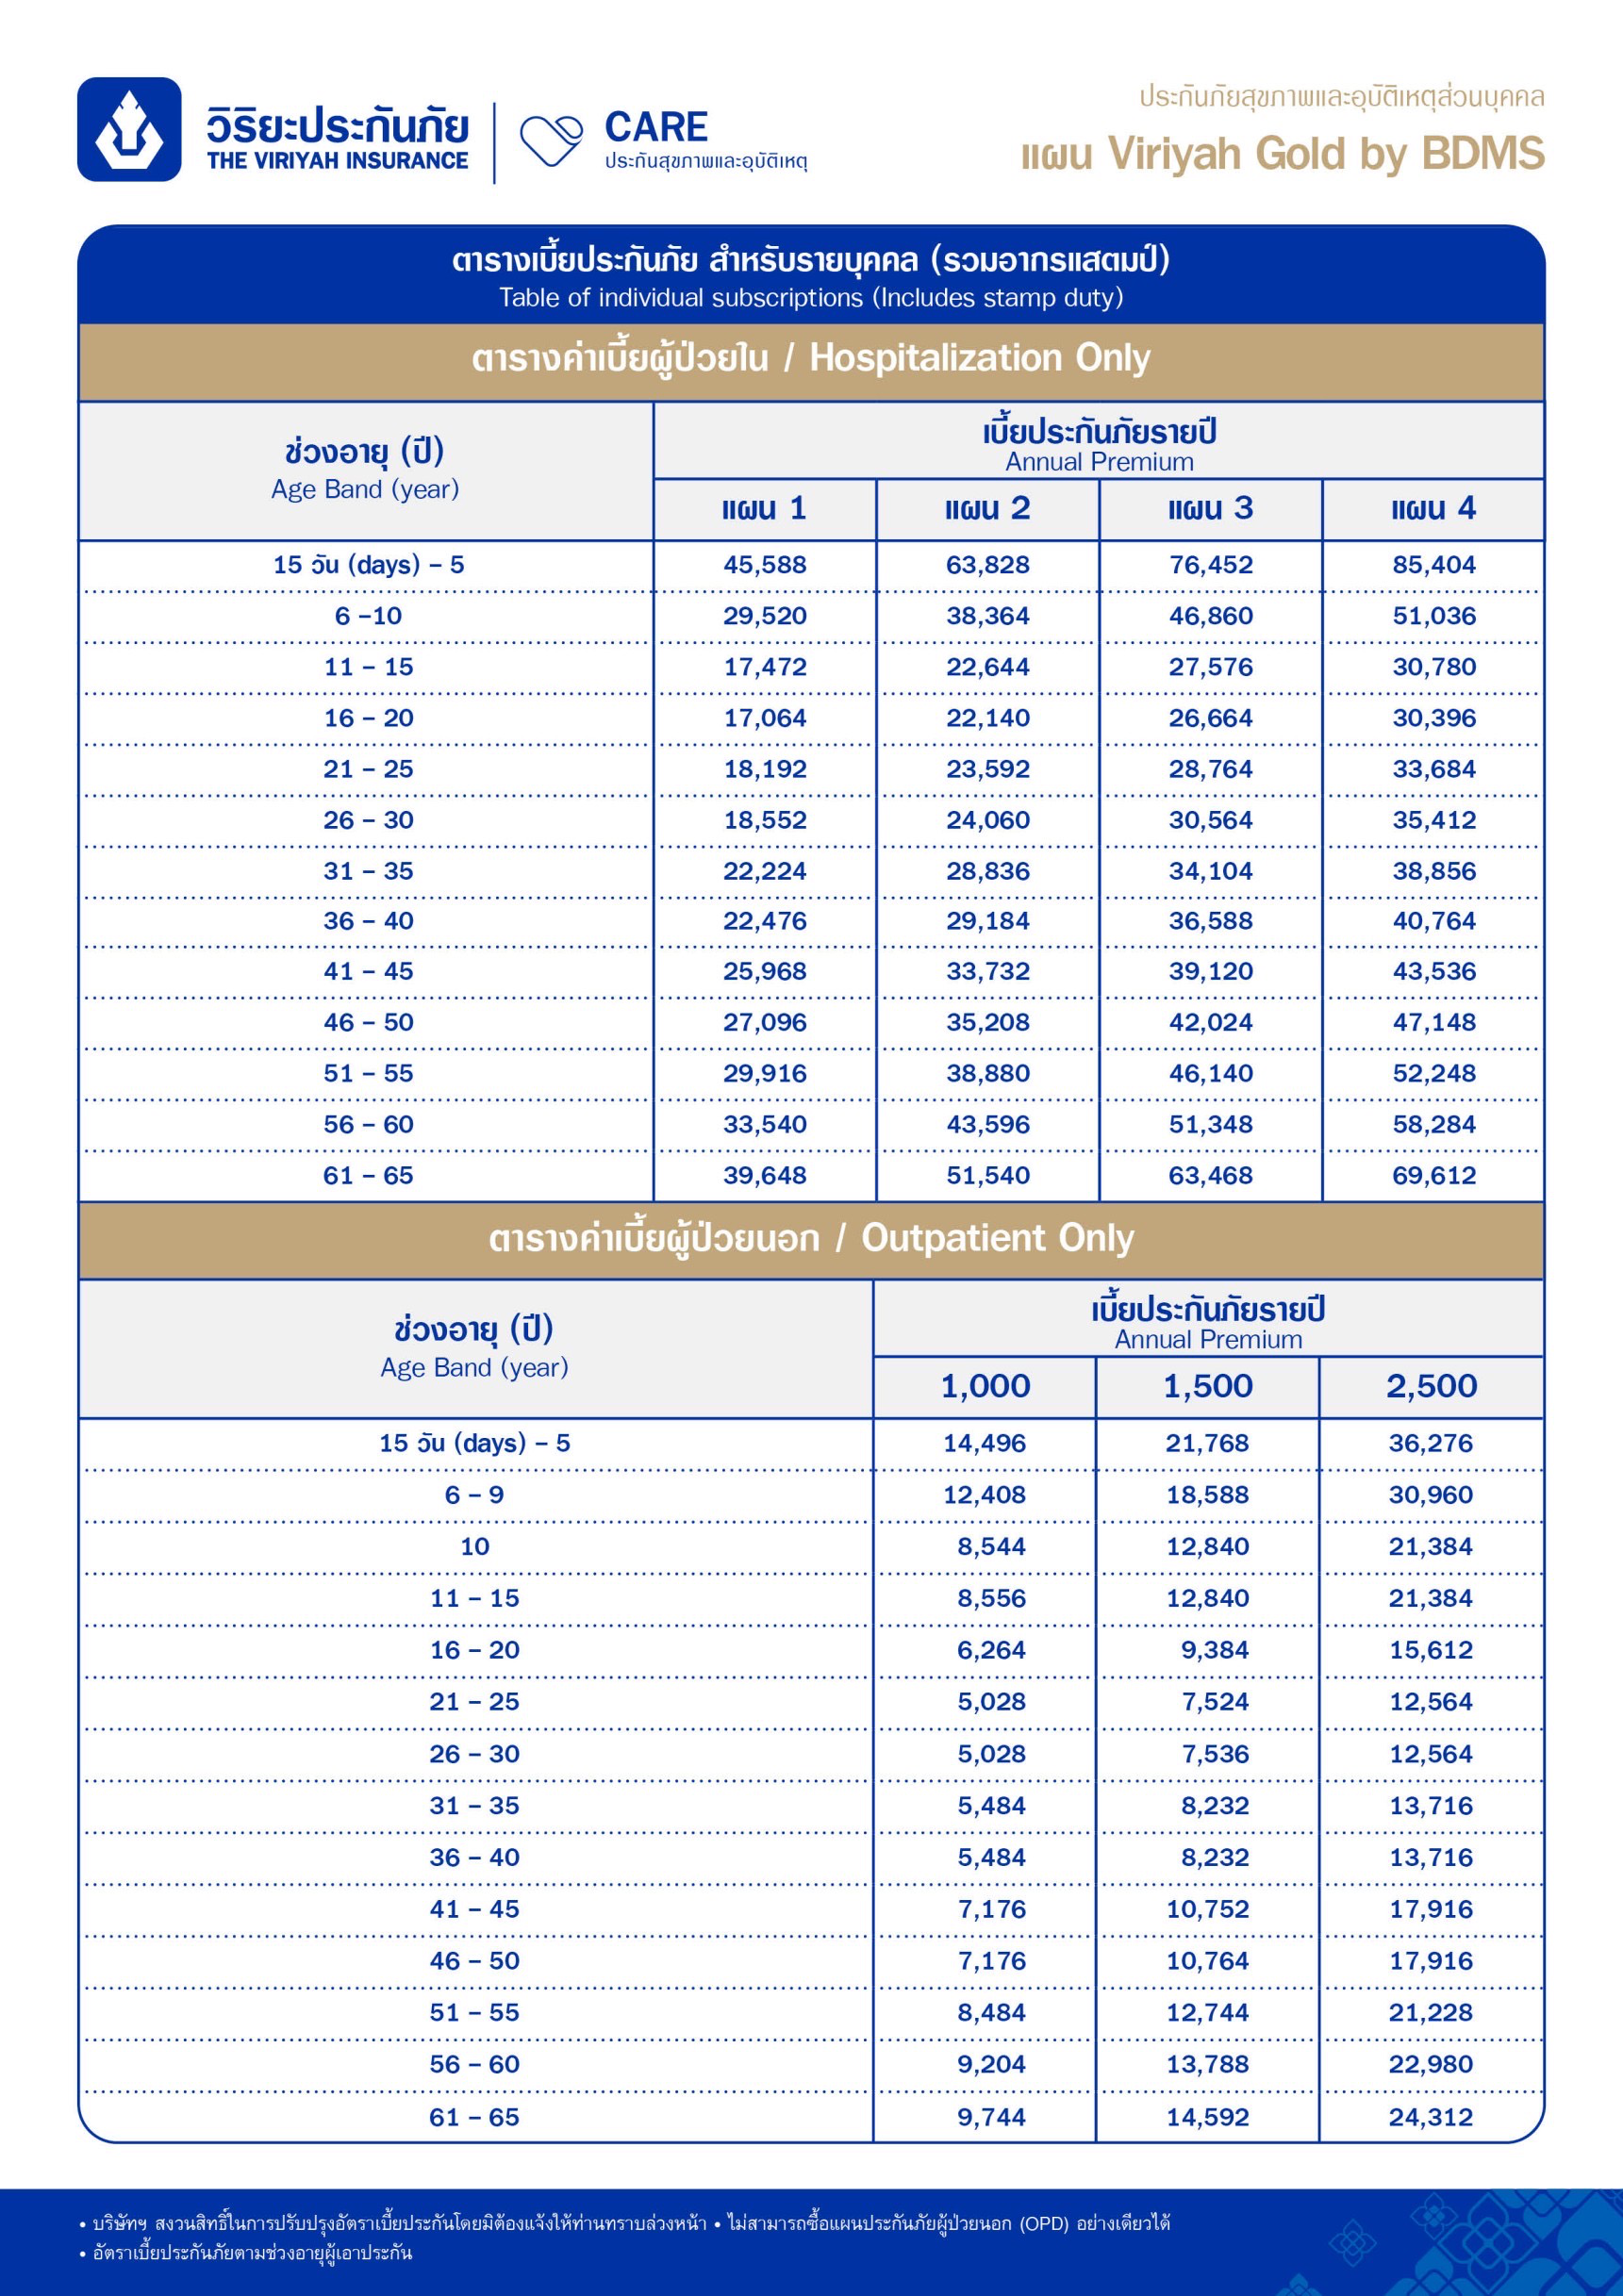 วิริยะประกันภัย
THE VIRIYAH INSURANCE
CARE
ประกันสุขภาพและอุบัติเหตุ
ประกันภัยสุขภาพและอุบัติเหตุส่วนบุคคล
แผน Viriyah Gold by BDMS
ตารางเบี้ยประกันภัย สำหรับรายบุคคล (รวมอากรแสตมป์)
Table of individual subscriptions (Includes stamp duty)
ตารางค่าเบี้ยผู้ป่วยใน / Hospitalization Only
ช่วงอายุ (ปี)
Age Band (year)
เบี้ยประกันภัยรายปี
Annual Premium
แผน 1 แผน 2 แผน 3 แผน 4
15 วัน (days) – 5 45,588 63,828 76,452 85,404
6 –10 29,520 38,364 46,860 51,036
11 – 15 17,472 22,644 27,576 30,780
16 – 20 17,064 22,140 26,664 30,396
21 – 25 18,192 23,592 28,764 33,684
26 – 30 18,552 24,060 30,564 35,412
31 – 35 22,224 28,836 34,104 38,856
36 – 40 22,476 29,184 36,588 40,764
41 – 45 25,968 33,732 39,120 43,536
46 – 50 27,096 35,208 42,024 47,148
51 – 55 29,916 38,880 46,140 52,248
56 – 60 33,540 43,596 51,348 58,284
61 – 65 39,648 51,540 63,468 69,612
ตารางค่าเบี้ยผู้ป่วยนอก / Outpatient Only
ช่วงอายุ (ปี)
Age Band (year)
เบี้ยประกันภัยรายปี
Annual Premium
1,000 1,500 2,500
15 วัน (days) – 5 14,496 21,768 36,276
6 – 9 12,408 18,588 30,960
10 8,544 12,840 21,384
11 – 15 8,556 12,840 21,384
16 – 20 6,264 9,384 15,612
21 – 25 5,028 7,524 12,564
26 – 30 5,028 7,536 12,564
31 – 35 5,484 8,232 13,716
36 – 40 5,484 8,232 13,716
41 – 45 7,176 10,752 17,916
46 – 50 7,176 10,764 17,916
51 – 55 8,484 12,744 21,228
56 – 60 9,204 13,788 22,980
61 – 65 9,744 14,592 24,312
• บริษัทฯ สงวนสิทธิ์ในการปรับปรุงอัตราเบี้ยประกันโดยมิต้องแจ้งให้ท่านทราบล่วงหน้า • ไม่สามารถซื้อแผนประกันภัยผู้ป่วยนอก (OPD) อย่างเดียวได้
• อัตราเบี้ยประกันภัยตามช่วงอายุผู้เอาประกัน